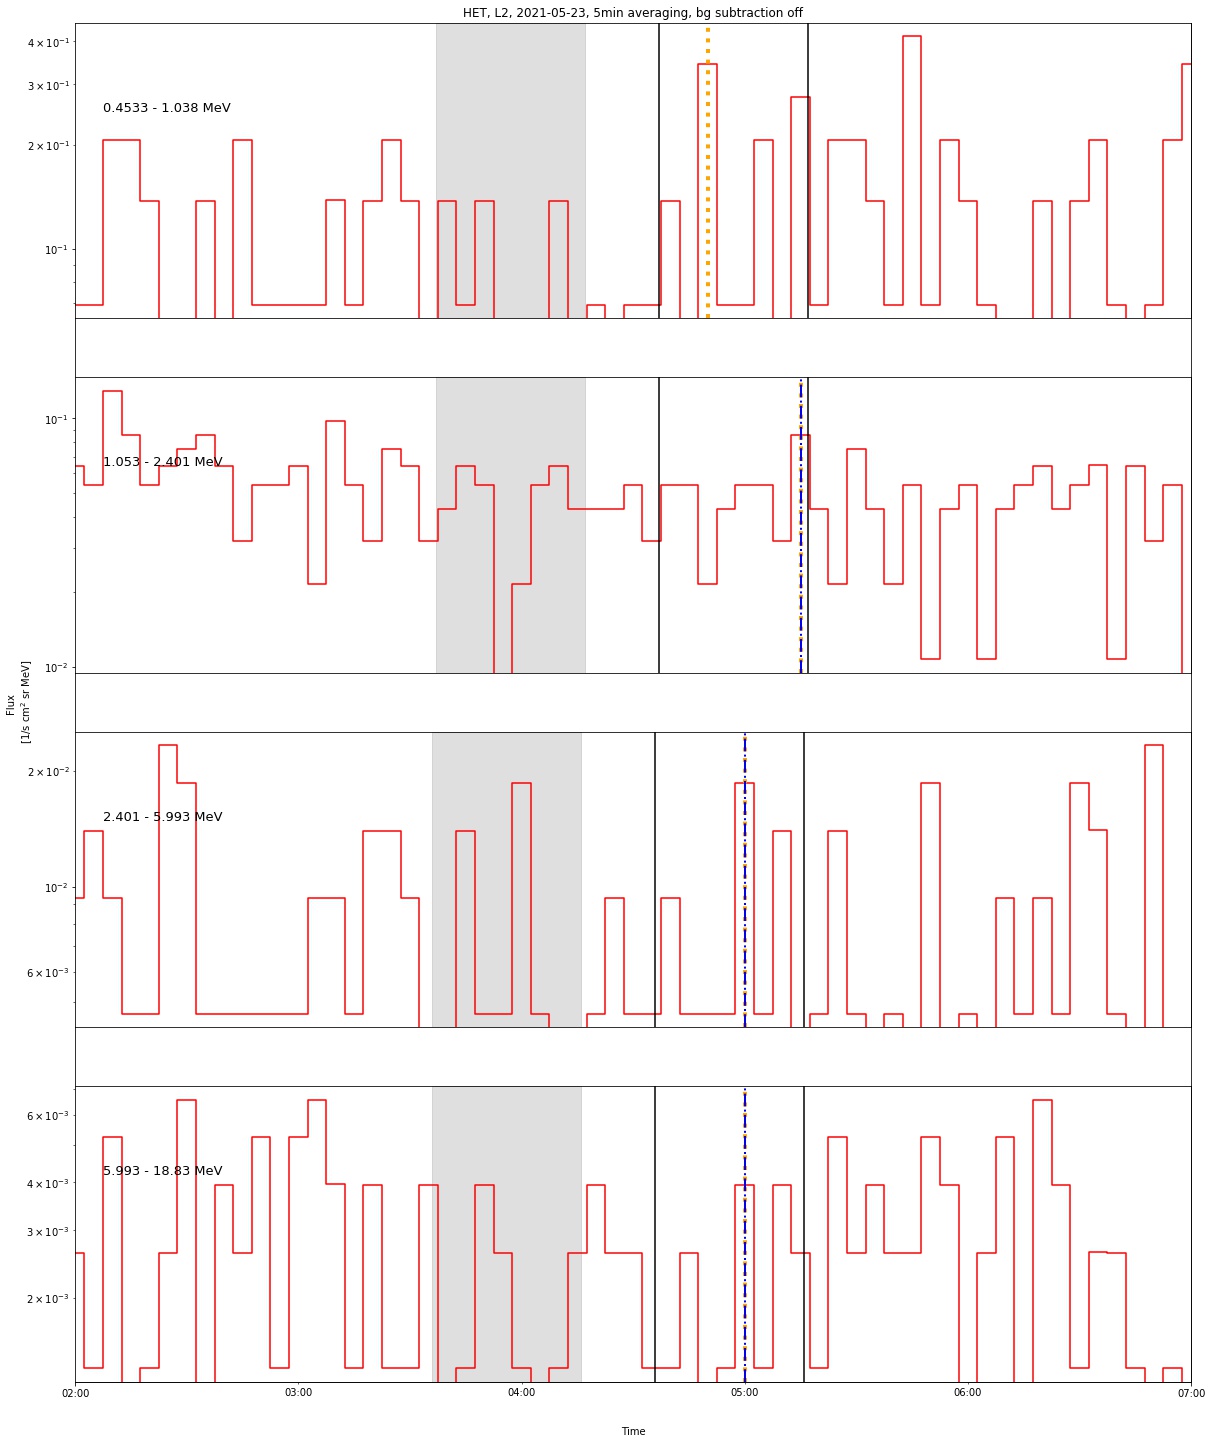 HET, L2, 2021-05-23, 5min averaging, bg subtraction off
4 × 10⁻¹
3 × 10⁻¹
0.4533 - 1.038 MeV
2 × 10⁻¹
10⁻¹
10⁻¹
1.053 - 2.401 MeV
10⁻²
Flux
[1/s cm² sr MeV]
2 × 10⁻²
2.401 - 5.993 MeV
10⁻²
6 × 10⁻³
6 × 10⁻³
5.993 - 18.83 MeV
4 × 10⁻³
3 × 10⁻³
2 × 10⁻³
02:00 03:00 04:00 05:00 06:00 07:00
Time